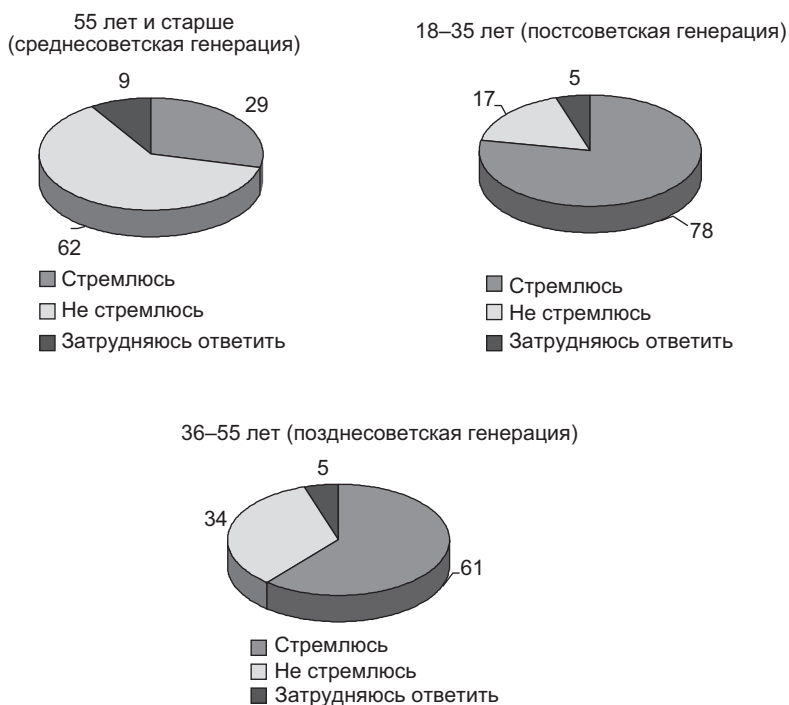 55 лет и старше
(среднесоветская генерация)
9
29
62
Стремлюсь
Не стремлюсь
Затрудняюсь ответить
18–35 лет (постсоветская генерация)
5
17
78
Стремлюсь
Не стремлюсь
Затрудняюсь ответить
36–55 лет (позднесоветская генерация)
5
34
61
Стремлюсь
Не стремлюсь
Затрудняюсь ответить